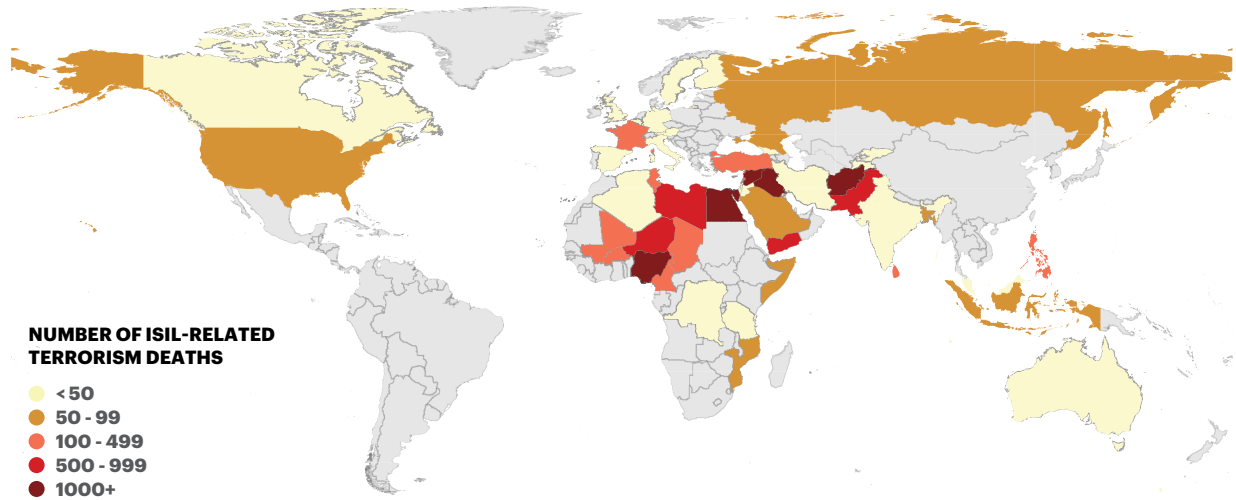 NUMBER OF ISIL-RELATED
TERRORISM DEATHS
< 50
50 - 99
100 - 499
500 - 999
1000+